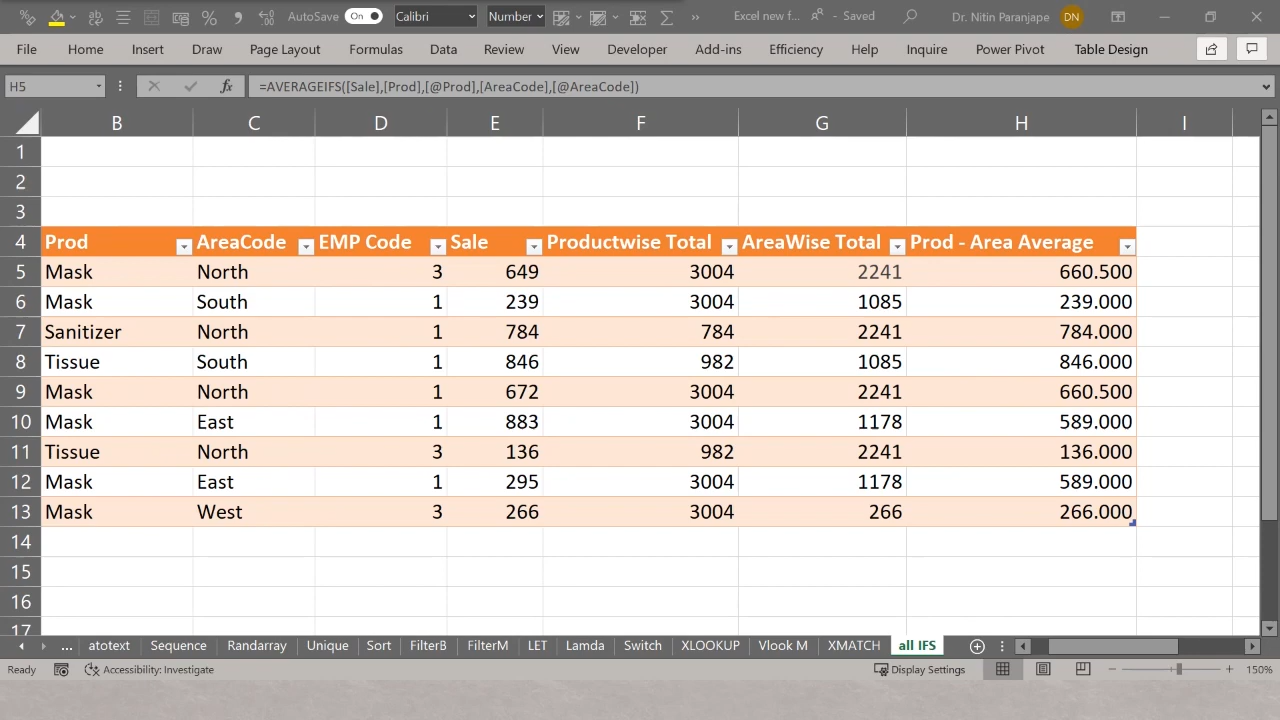 AutoSave On Calibri Number Excel new f... - Saved Dr. Nitin Paranjape DN
File Home Insert Draw Page Layout Formulas Data Review View Developer Add-ins Efficiency Help Inquire Power Pivot Table Design
H5 fx =AVERAGEIFS([Sale],[Prod],[@Prod],[AreaCode],[@AreaCode])
B C D E F G H I
1
2
3
4 Prod AreaCode EMP Code Sale Productwise Total AreaWise Total Prod - Area Average
5 Mask North 3 649 3004 2241 660.500
6 Mask South 1 239 3004 1085 239.000
7 Sanitizer North 1 784 784 2241 784.000
8 Tissue South 1 846 982 1085 846.000
9 Mask North 1 672 3004 2241 660.500
10 Mask East 1 883 3004 1178 589.000
11 Tissue North 3 136 982 2241 136.000
12 Mask East 1 295 3004 1178 589.000
13 Mask West 3 266 3004 266 266.000
14
15
16
17
... atotext Sequence Randarray Unique Sort FilterB FilterM LET Lamda Switch XLOOKUP Vlook M XMATCH all IFS
Ready Accessibility: Investigate Display Settings 150%